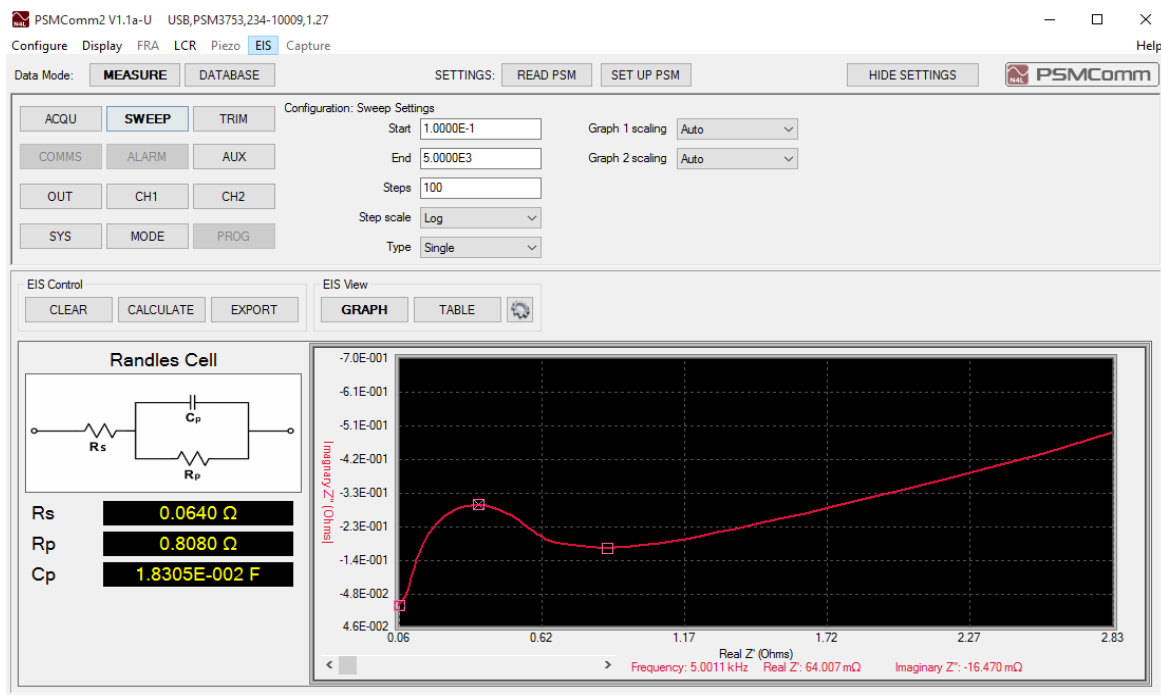 PSMComm2 V1.1a-U USB,PSM3753,234-10009,1.27
Configure Display FRA LCR Piezo EIS Capture Help
Data Mode: MEASURE DATABASE SETTINGS: READ PSM SET UP PSM HIDE SETTINGS N4L PSMComm
ACQU SWEEP TRIM
COMMS ALARM AUX
OUT CH1 CH2
SYS MODE PROG
Configuration: Sweep Settings
Start 1.0000E-1 Graph 1 scaling Auto
End 5.0000E3 Graph 2 scaling Auto
Steps 100
Step scale Log
Type Single
EIS Control
CLEAR CALCULATE EXPORT
EIS View
GRAPH TABLE
Randles Cell
Cp
Rs
Rp
Rs 0.0640 Ω
Rp 0.8080 Ω
Cp 1.8305E-002 F
Imaginary Z'' (Ohms)
-7.0E-001
-6.1E-001
-5.1E-001
-4.2E-001
-3.3E-001
-2.3E-001
-1.4E-001
-4.8E-002
4.6E-002
0.06 0.62 1.17 1.72 2.27 2.83
Real Z' (Ohms)
< > Frequency: 5.0011 kHz Real Z': 64.007 mΩ Imaginary Z'': -16.470 mΩ